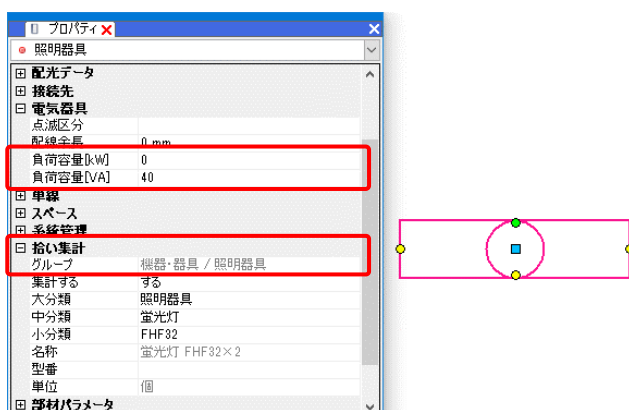 プロパティ
照明器具
配光データ
接続先
電気器具
点滅区分
配線余長 0 mm
負荷容量[kW] 0
負荷容量[VA] 40
単線
スペース
系統管理
拾い集計
グループ 機器・器具 / 照明器具
集計する する
大分類 照明器具
中分類 蛍光灯
小分類 FHF32
名称 蛍光灯 FHF32×2
型番
単位 個
部材パラメータ